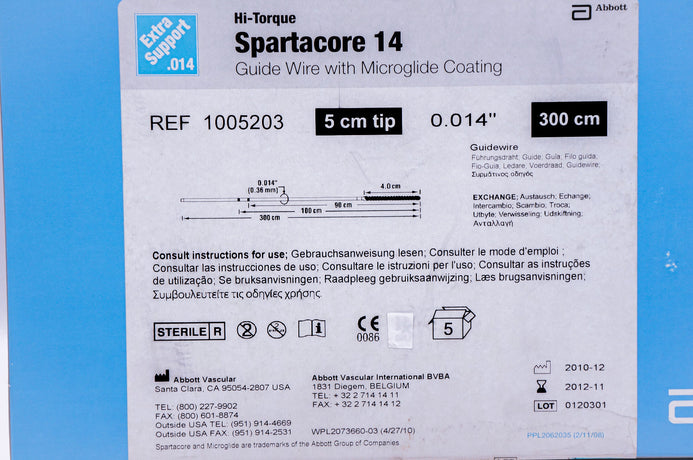 Extra
Support
.014
Hi-Torque
Spartacore 14
Guide Wire with Microglide Coating
Abbott
REF 1005203 5 cm tip 0.014" 300 cm
Guidewire
Führungsdraht; Guide; Guía; Filo guida;
Fio-Guia, Ledare, Voerdraad; Guidewire;
Συρμάτινος οδηγός
0.014"
(0.36 mm)
4.0 cm
90 cm
100 cm
300 cm
EXCHANGE; Austausch; Echange;
Intercambio; Scambio; Troca;
Utbyte; Verwisseling; Udskiftning;
Ανταλλαγή
Consult instructions for use; Gebrauchsanweisung lesen; Consulter le mode d'emploi ;
Consultar las instrucciones de uso; Consultare le istruzioni per l'uso; Consultar as instruções
de utilização; Se bruksanvisningen; Raadpleeg gebruiksaanwijzing; Læs brugsanvisningen;
Συμβουλευτείτε τις οδηγίες χρήσης.
STERILE R
2
i
CE
0086
5
Abbott Vascular
Santa Clara, CA 95054-2807 USA
TEL: (800) 227-9902
FAX: (800) 601-8874
Outside USA TEL: (951) 914-4669
Outside USA FAX: (951) 914-2531
Abbott Vascular International BVBA
1831 Diegem, BELGIUM
TEL: + 32 2 714 14 11
FAX: + 32 2 714 14 12
WPL2073660-03 (4/27/10)
Spartacore and Microglide are trademarks of the Abbott Group of Companies
2010-12
2012-11
LOT 0120301
PPL2062035 (2/11/08)